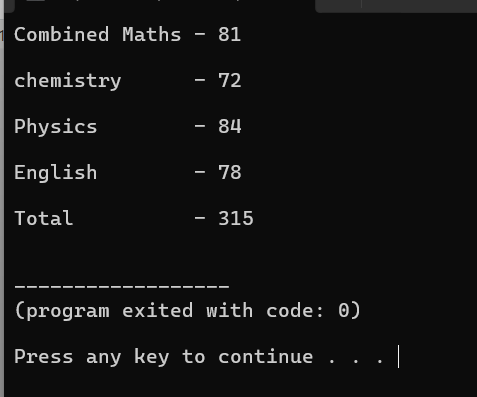 Combined Maths - 81
chemistry      - 72
Physics        - 84
English        - 78
Total          - 315
------------------
(program exited with code: 0)
Press any key to continue . . .